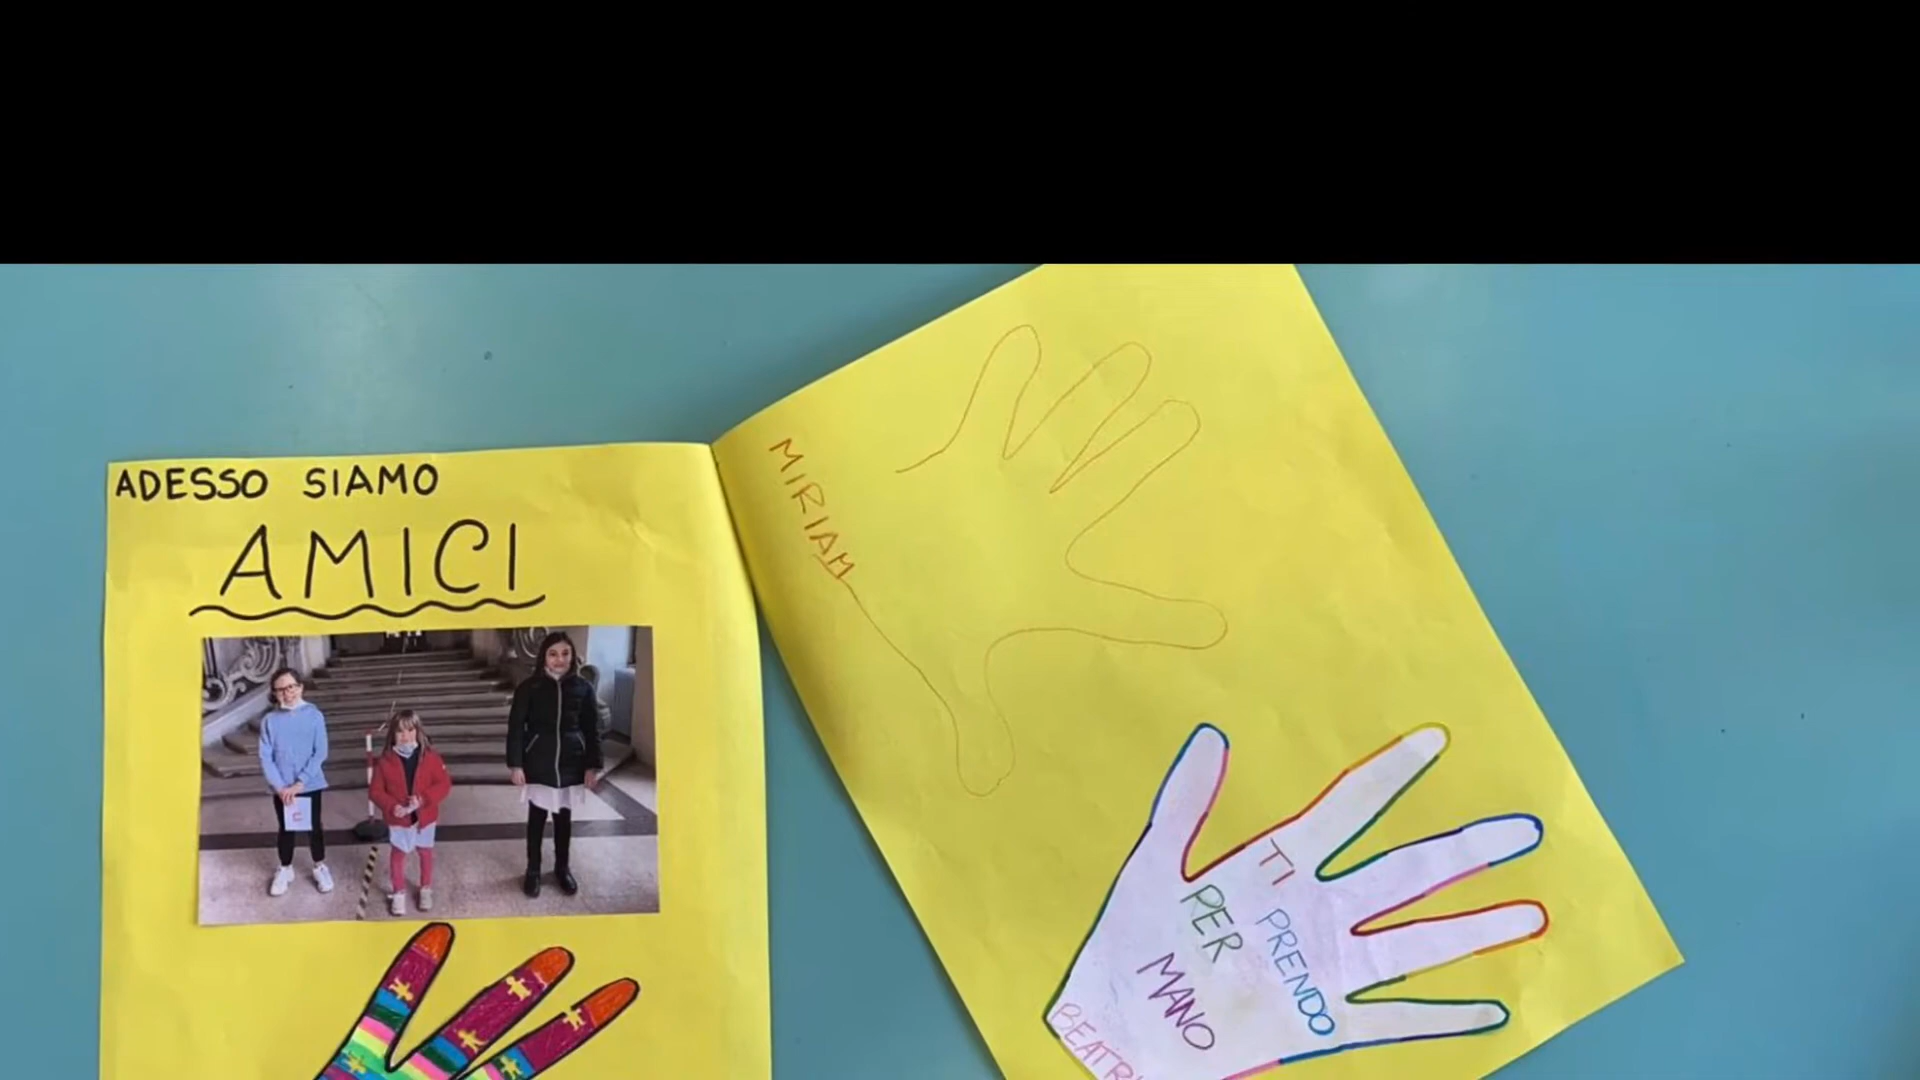 ADESSO SIAMO
AMICI
MIRIAM
TI PRENDO
PER
MANO